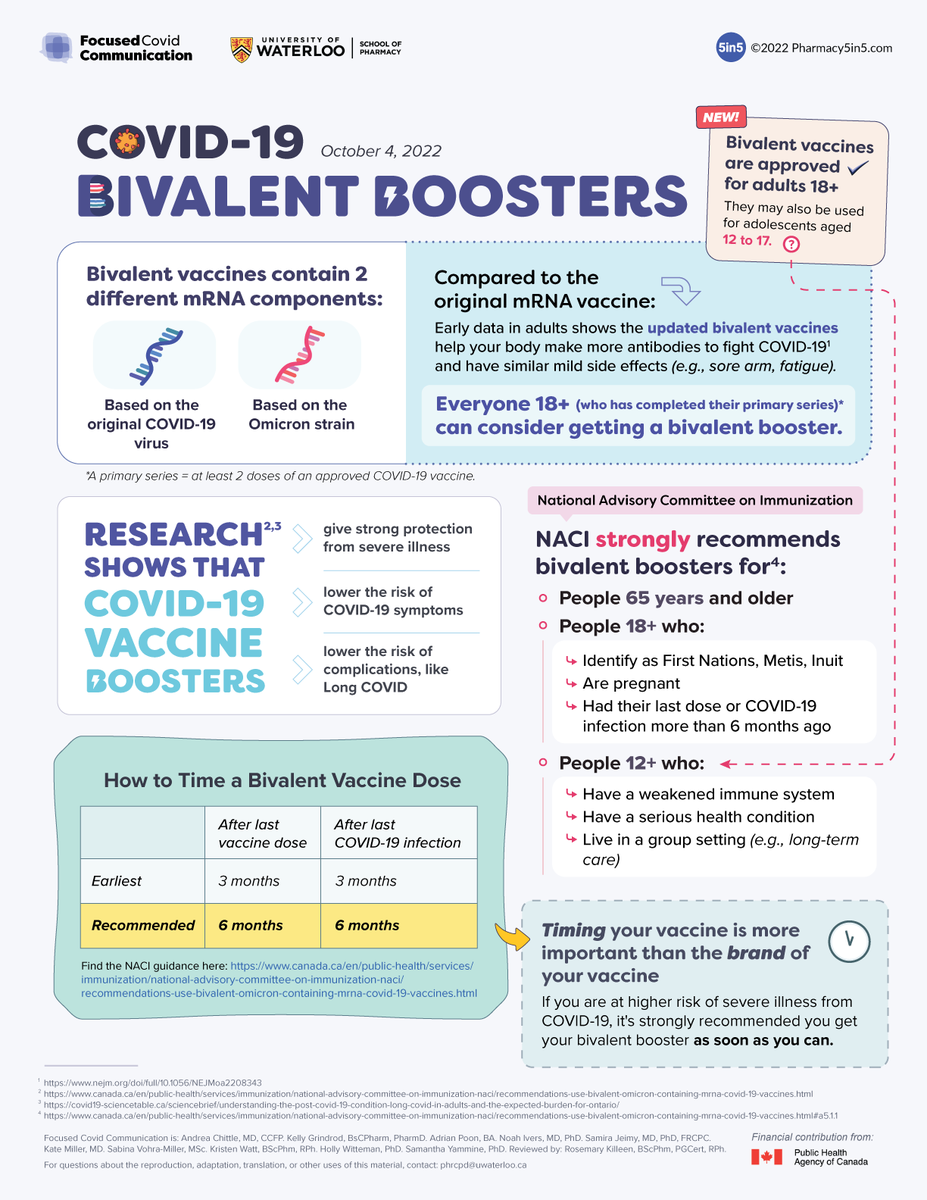 Focused Covid
Communication
UNIVERSITY OF
WATERLOO
SCHOOL OF
PHARMACY
5in5 ©2022 Pharmacy5in5.com
COVID-19 October 4, 2022
BIVALENT BOOSTERS
NEW!
Bivalent vaccines
are approved
for adults 18+
They may also be used
for adolescents aged
12 to 17. ?
Bivalent vaccines contain 2
different mRNA components:
Based on the
original COVID-19
virus
Based on the
Omicron strain
Compared to the
original mRNA vaccine:
Early data in adults shows the updated bivalent vaccines
help your body make more antibodies to fight COVID-19¹
and have similar mild side effects (e.g., sore arm, fatigue).
Everyone 18+ (who has completed their primary series)*
can consider getting a bivalent booster.
*A primary series = at least 2 doses of an approved COVID-19 vaccine.
RESEARCH²,³
SHOWS THAT
COVID-19
VACCINE
BOOSTERS
give strong protection
from severe illness
lower the risk of
COVID-19 symptoms
lower the risk of
complications, like
Long COVID
National Advisory Committee on Immunization
NACI strongly recommends
bivalent boosters for⁴:
People 65 years and older
People 18+ who:
Identify as First Nations, Metis, Inuit
Are pregnant
Had their last dose or COVID-19
infection more than 6 months ago
People 12+ who:
Have a weakened immune system
Have a serious health condition
Live in a group setting (e.g., long-term
care)
How to Time a Bivalent Vaccine Dose
After last
vaccine dose
After last
COVID-19 infection
Earliest 3 months 3 months
Recommended 6 months 6 months
Find the NACI guidance here: https://www.canada.ca/en/public-health/services/
immunization/national-advisory-committee-on-immunization-naci/
recommendations-use-bivalent-omicron-containing-mrna-covid-19-vaccines.html
Timing your vaccine is more
important than the brand of
your vaccine
If you are at higher risk of severe illness from
COVID-19, it's strongly recommended you get
your bivalent booster as soon as you can.
¹ https://www.nejm.org/doi/full/10.1056/NEJMoa2208343
² https://www.canada.ca/en/public-health/services/immunization/national-advisory-committee-on-immunization-naci/recommendations-use-bivalent-omicron-containing-mrna-covid-19-vaccines.html
³ https://covid19-sciencetable.ca/sciencebrief/understanding-the-post-covid-19-condition-long-covid-in-adults-and-the-expected-burden-for-ontario/
⁴ https://www.canada.ca/en/public-health/services/immunization/national-advisory-committee-on-immunization-naci/recommendations-use-bivalent-omicron-containing-mrna-covid-19-vaccines.html#a5.1.1
Focused Covid Communication is: Andrea Chittle, MD, CCFP. Kelly Grindrod, BScPharm, PharmD. Adrian Poon, BA. Noah Ivers, MD, PhD. Samira Jeimy, MD, PhD, FRCPC.
Kate Miller, MD. Sabina Vohra-Miller, MSc. Kristen Watt, BScPhm, RPh. Holly Witteman, PhD. Samantha Yammine, PhD. Reviewed by: Rosemary Killeen, BScPhm, PGCert, RPh.
For questions about the reproduction, adaptation, translation, or other uses of this material, contact: phrcpd@uwaterloo.ca
Financial contribution from:
Public Health
Agency of Canada